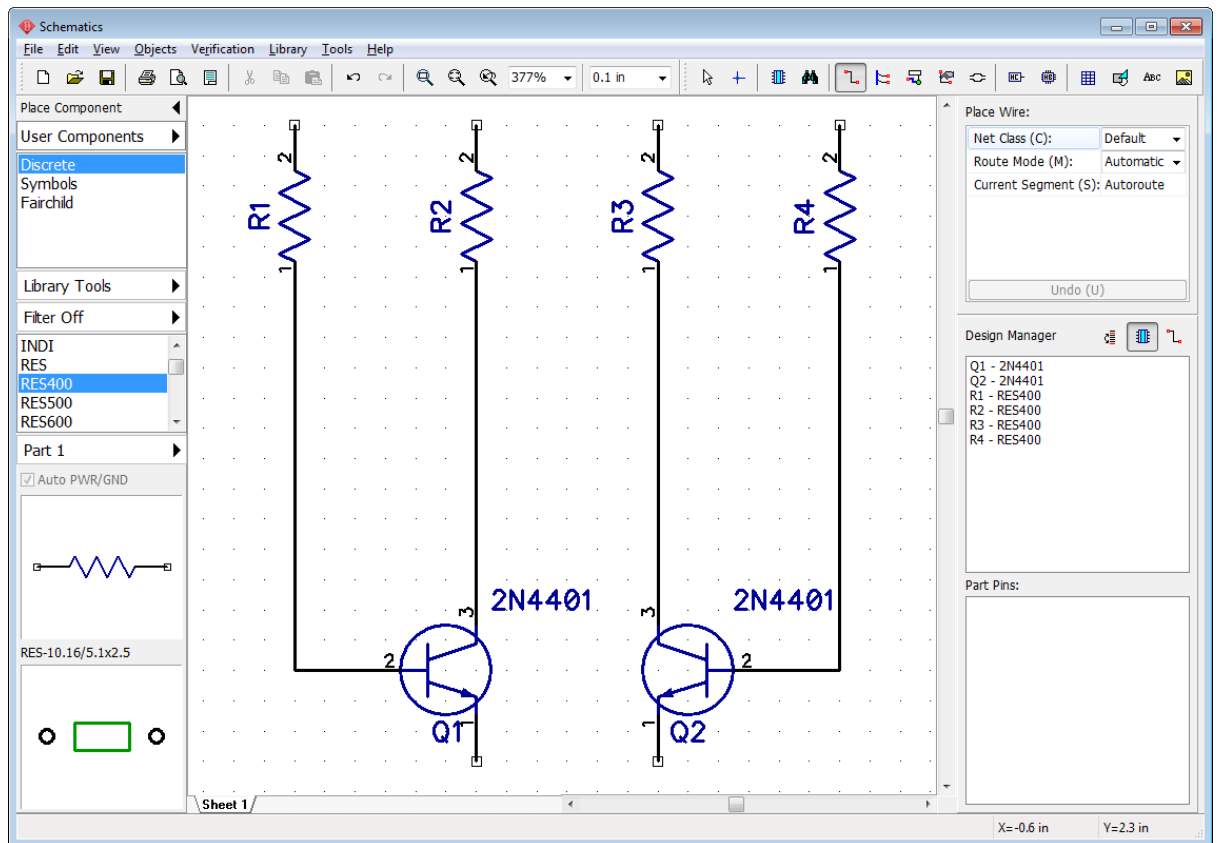 Schematics
File Edit View Objects Verification Library Tools Help
377% 0.1 in ABC
Place Component
User Components
Discrete
Symbols
Fairchild
Library Tools
Filter Off
INDI
RES
RES400
RES500
RES600
Part 1
Auto PWR/GND
RES-10.16/5.1x2.5
2 2 2 2
R1 R2 R3 R4
1 1 1 1
2N4401 2N4401
3 3
2 2
1 1
Q1 Q2
Sheet 1
Place Wire:
Net Class (C): Default
Route Mode (M): Automatic
Current Segment (S): Autoroute
Undo (U)
Design Manager
Q1 - 2N4401
Q2 - 2N4401
R1 - RES400
R2 - RES400
R3 - RES400
R4 - RES400
Part Pins:
X=-0.6 in Y=2.3 in